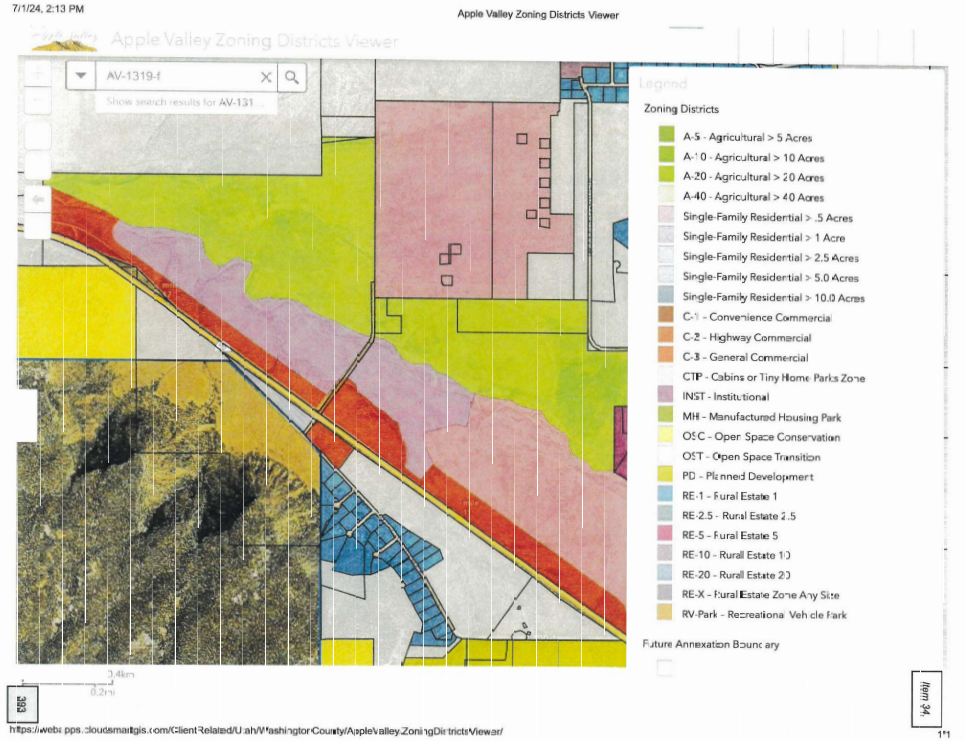 7/1/24, 2:13 PM
Apple Valley Zoning Districts Viewer
Apple Valley
Apple Valley Zoning Districts Viewer
AV-1319-f
Show search results for AV-131...
Legend
Zoning Districts
A-5 - Agricultural > 5 Acres
A-10 - Agricultural > 10 Acres
A-20 - Agricultural > 20 Acres
A-40 - Agricultural > 40 Acres
Single-Family Residential > .5 Acres
Single-Family Residential > 1 Acre
Single-Family Residential > 2.5 Acres
Single-Family Residential > 5.0 Acres
Single-Family Residential > 10.0 Acres
C-1 - Convenience Commercial
C-2 - Highway Commercial
C-3 - General Commercial
CTP - Cabins or Tiny Home Parks Zone
INST - Institutional
MH - Manufactured Housing Park
OSC - Open Space Conservation
OST - Open Space Transition
PD - Planned Development
RE-1 - Rural Estate 1
RE-2.5 - Rural Estate 2.5
RE-5 - Rural Estate 5
RE-10 - Rural Estate 10
RE-20 - Rural Estate 20
RE-X - Rural Estate Zone Any Size
RV-Park - Recreational Vehicle Park
Future Annexation Boundary
0.4km
0.2mi
393
Item 34.
https://webapps.cloudsmartgis.com/ClientRelated/Utah/WashingtonCounty/AppleValleyZoningDistrictsViewer/
1/1